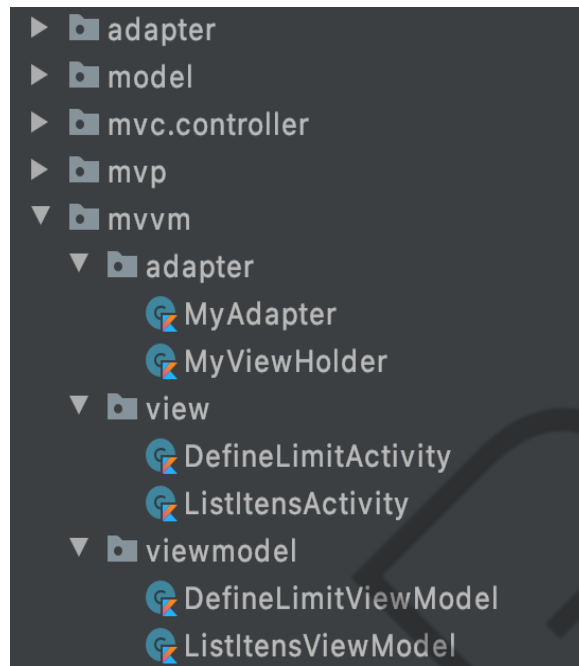 adapter
model
mvc.controller
mvp
mvvm
adapter
MyAdapter
MyViewHolder
view
DefineLimitActivity
ListItensActivity
viewmodel
DefineLimitViewModel
ListItensViewModel